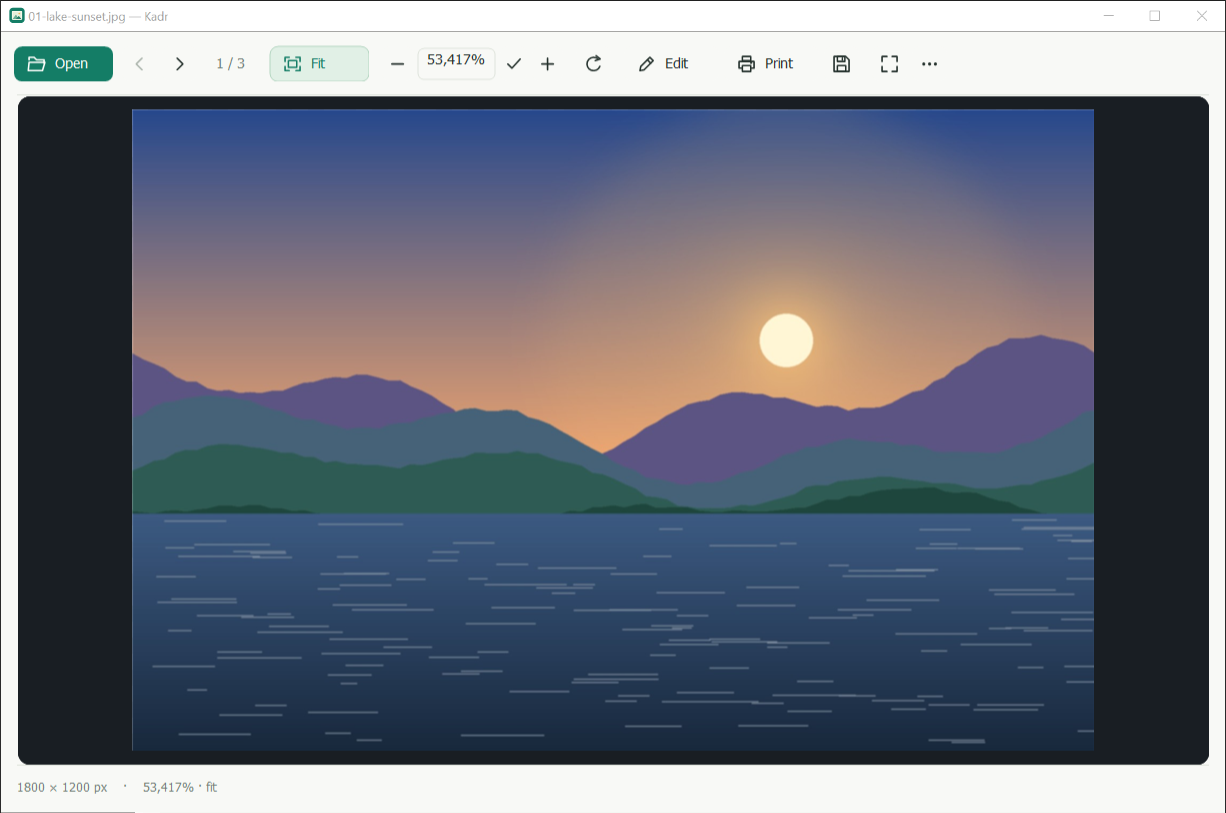 01-lake-sunset.jpg — Kadr
Open 1 / 3 Fit 53,417% Edit Print
1800 × 1200 px · 53,417% · fit